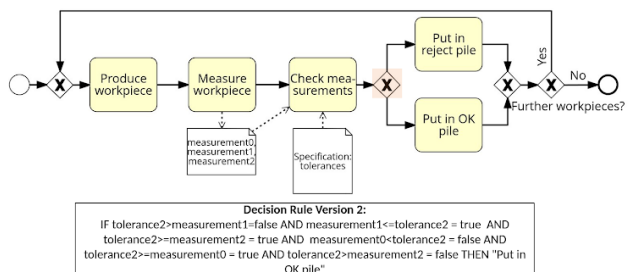 Produce
workpiece
Measure
workpiece
Check mea-
surements
X
X
Put in
reject pile
Put in OK
pile
X
X
Yes
No
Further workpieces?
measurement0,
measurement1,
measurement2
Specification:
tolerances
Decision Rule Version 2:
IF tolerance2>measurement1=false AND measurement1<=tolerance2 = true AND
tolerance2>=measurement2 = true AND measurement0<tolerance2 = false AND
tolerance2>=measurement0 = true AND tolerance2>measurement2 = false THEN "Put in
OK pile"